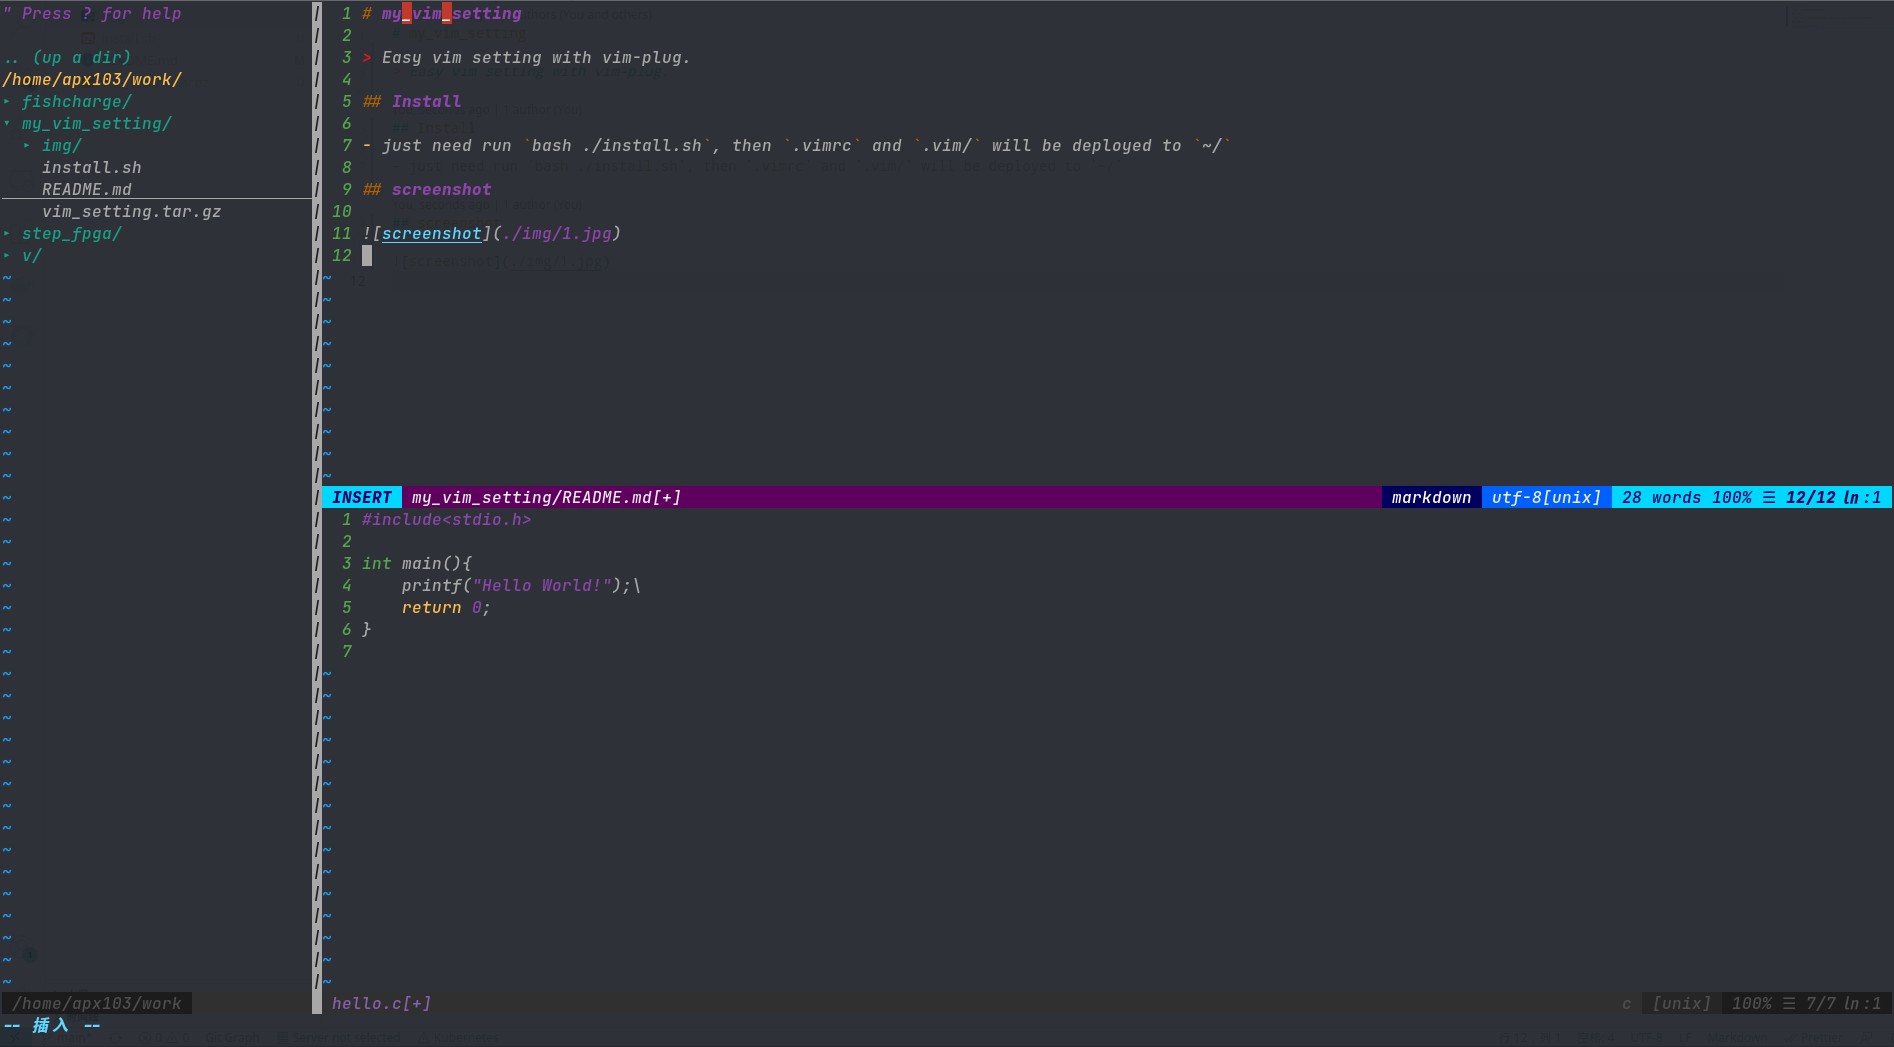 " Press ? for help
.. (up a dir)
/home/apx103/work/
▸ fishcharge/
▾ my_vim_setting/
▸ img/
install.sh
README.md
vim_setting.tar.gz
▸ step_fpga/
▸ v/
/home/apx103/work
1 # my_vim_setting
2
3 > Easy vim setting with vim-plug.
4
5 ## Install
6
7 - just need run `bash ./install.sh`, then `.vimrc` and `.vim/` will be deployed to `~/`
8
9 ## screenshot
10
11 ![screenshot](./img/1.jpg)
12
INSERT my_vim_setting/README.md[+] markdown utf-8[unix] 28 words 100% ☰ 12/12 ln:1
1 #include<stdio.h>
2
3 int main(){
4 printf("Hello World!");\
5 return 0;
6 }
7
hello.c[+] c [unix] 100% ☰ 7/7 ln:1
-- 插入 --